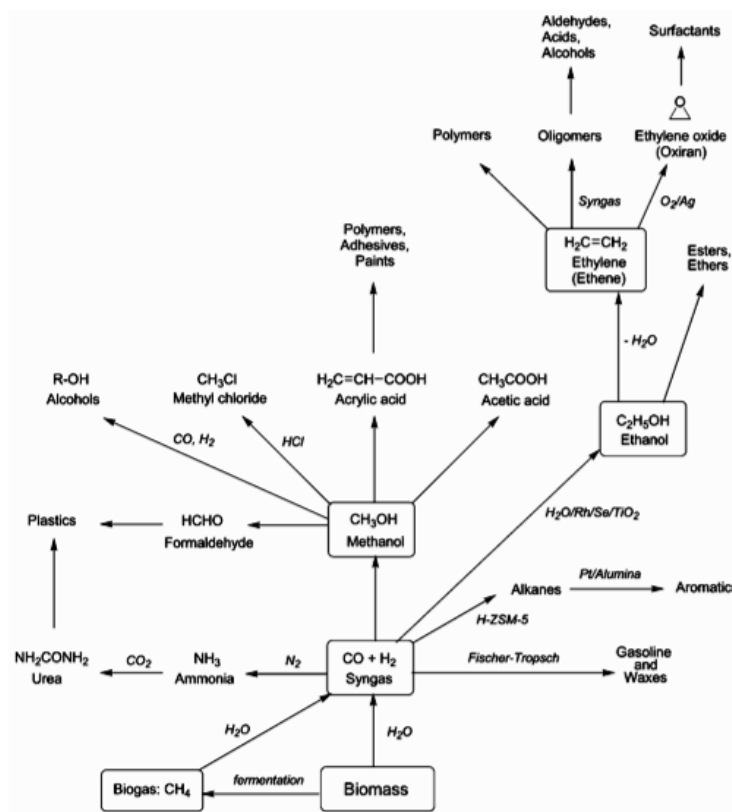 Aldehydes,
Acids,
Alcohols
Surfactants
O
Polymers
Oligomers
Ethylene oxide
(Oxiran)
Syngas
O₂/Ag
Polymers,
Adhesives,
Paints
H₂C=CH₂
Ethylene
(Ethene)
Esters,
Ethers
- H₂O
R-OH
Alcohols
CH₃Cl
Methyl chloride
H₂C=CH–COOH
Acrylic acid
CH₃COOH
Acetic acid
C₂H₅OH
Ethanol
CO, H₂
HCl
H₂O/Rh/Se/TiO₂
Plastics
HCHO
Formaldehyde
CH₃OH
Methanol
Alkanes
Pt/Alumina
Aromatic
H-ZSM-5
NH₂CONH₂
Urea
CO₂
NH₃
Ammonia
N₂
CO + H₂
Syngas
Fischer-Tropsch
Gasoline
and
Waxes
H₂O
H₂O
Biogas: CH₄
fermentation
Biomass